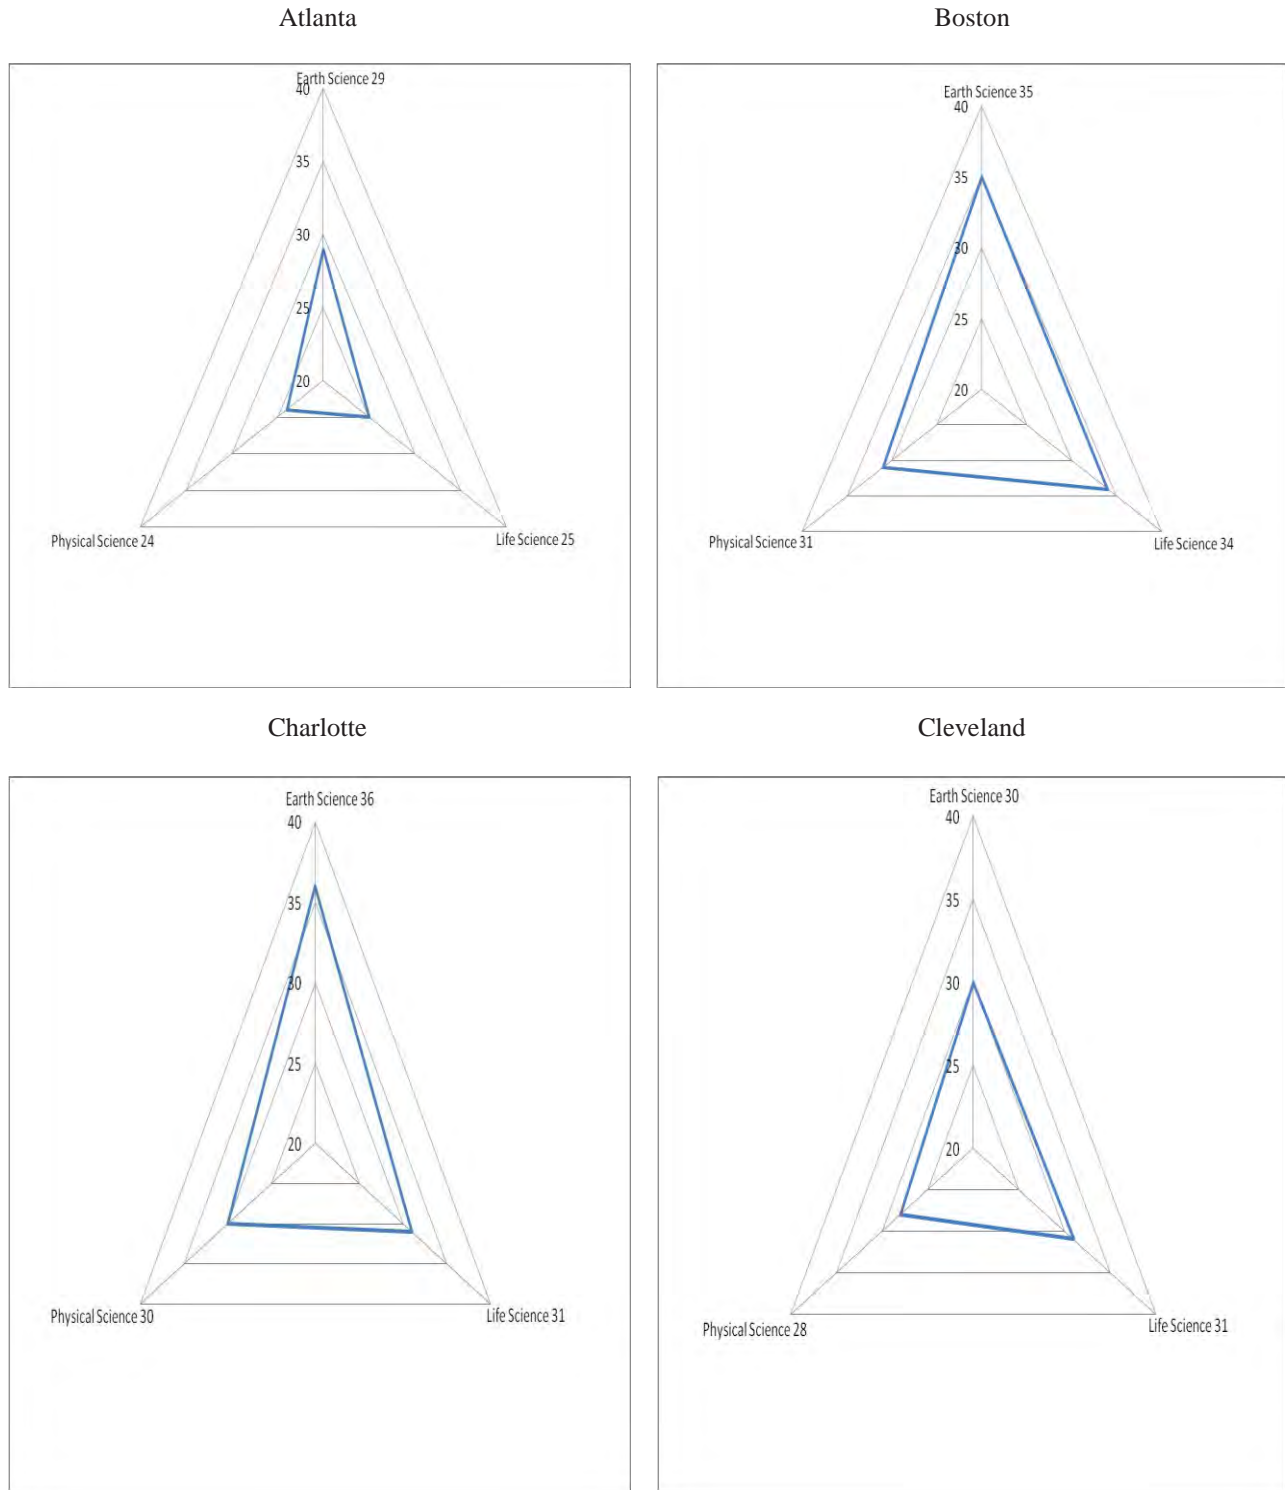 Atlanta
Boston
Earth Science 29
40
35
30
25
20
Physical Science 24
Life Science 25
Earth Science 35
40
35
30
25
20
Physical Science 31
Life Science 34
Charlotte
Cleveland
Earth Science 36
40
35
30
25
20
Physical Science 30
Life Science 31
Earth Science 30
40
35
30
25
20
Physical Science 28
Life Science 31